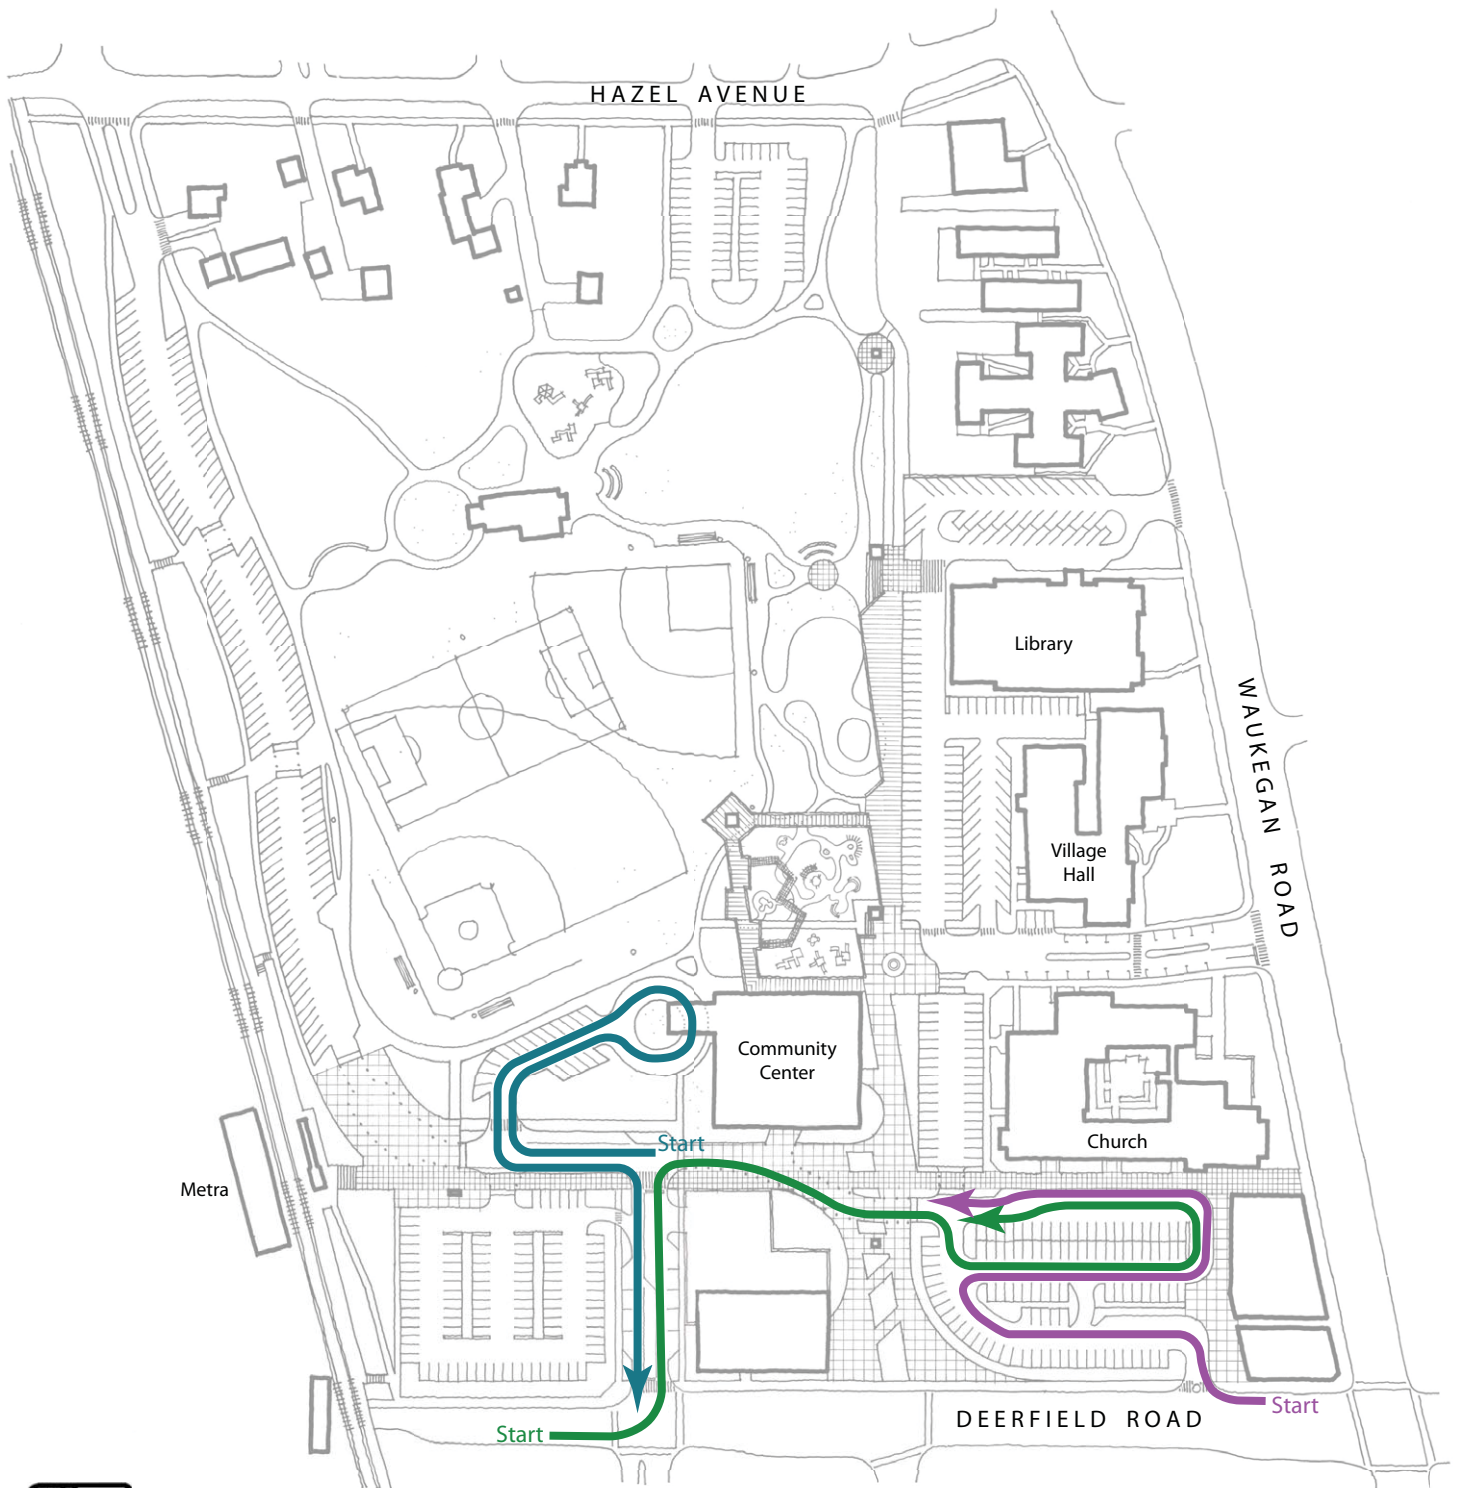 HAZEL AVENUE
Library
WAUKEGAN ROAD
Village
Hall
Community
Center
Church
Start
Metra
Start
DEERFIELD ROAD
Start